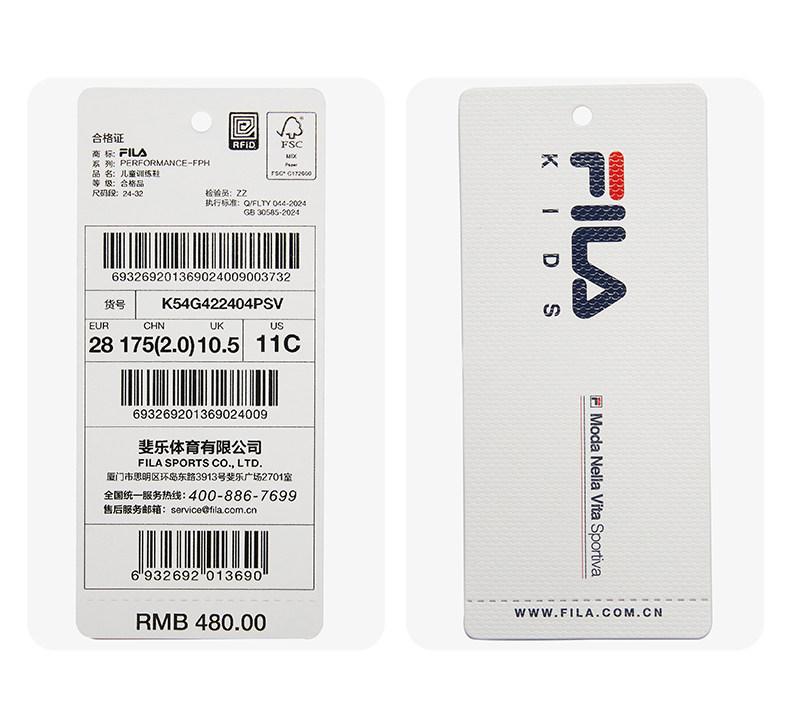 合格证
商 标: FILA
系 列: PERFORMANCE-FPH
品 名: 儿童训练鞋
等 级: 合格品
尺码段: 24-32
检验员: ZZ
执行标准: Q/FLTY 044-2024
GB 30585-2024
RFID
FSC
MIX
Paper
FSC® C172600
693269201369024009003732
货号 K54G422404PSV
EUR CHN UK US
28 175(2.0) 10.5 11C
693269201369024009
斐乐体育有限公司
FILA SPORTS CO., LTD.
厦门市思明区环岛东路3913号斐乐广场2701室
全国统一服务热线: 400-886-7699
售后服务邮箱: service@fila.com.cn
6 932692 013690
RMB 480.00
FILA
KIDS
Moda Nella Vita Sportiva
WWW.FILA.COM.CN